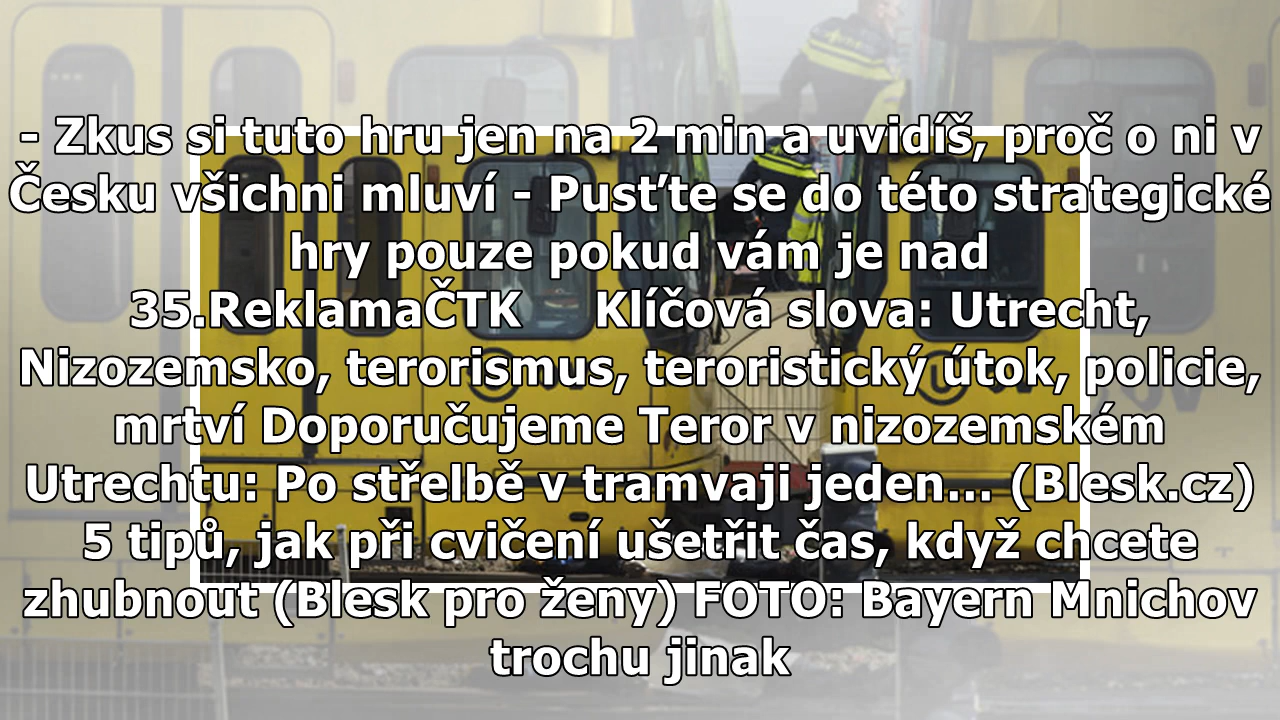 - Zkus si tuto hru jen na 2 min a uvidíš, proč o ni v
Česku všichni mluví - Pusťte se do této strategické
hry pouze pokud vám je nad
35.ReklamaČTK Klíčová slova: Utrecht,
Nizozemsko, terorismus, teroristický útok, policie,
mrtví Doporučujeme Teror v nizozemském
Utrechtu: Po střelbě v tramvaji jeden... (Blesk.cz)
5 tipů, jak při cvičení ušetřit čas, když chcete
zhubnout (Blesk pro ženy) FOTO: Bayern Mnichov
trochu jinak